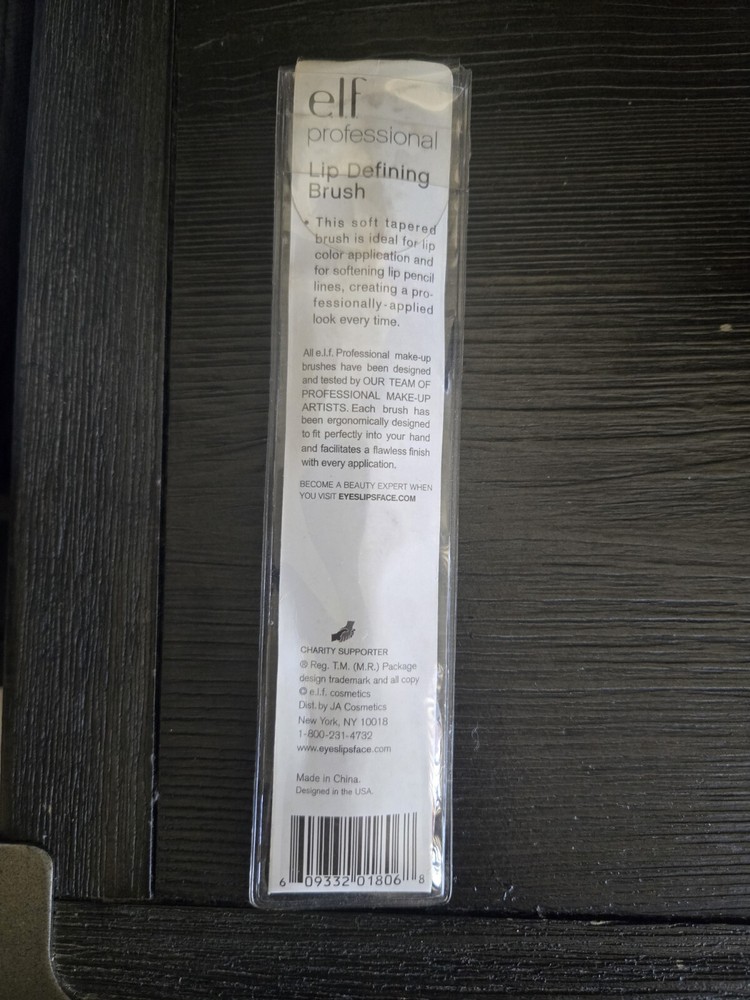 elf
professional
Lip Defining
Brush
• This soft tapered
brush is ideal for lip
color application and
for softening lip pencil
lines, creating a pro-
fessionally-applied
look every time.
All e.l.f. Professional make-up
brushes have been designed
and tested by OUR TEAM OF
PROFESSIONAL MAKE-UP
ARTISTS. Each brush has
been ergonomically designed
to fit perfectly into your hand
and facilitates a flawless finish
with every application.
BECOME A BEAUTY EXPERT WHEN
YOU VISIT EYESLIPSFACE.COM
CHARITY SUPPORTER
® Reg. T.M. (M.R.) Package
design trademark and all copy
© e.l.f. cosmetics
Dist. by JA Cosmetics
New York, NY 10018
1-800-231-4732
www.eyeslipsface.com
Made in China.
Designed in the USA.
6 09332 01806 8